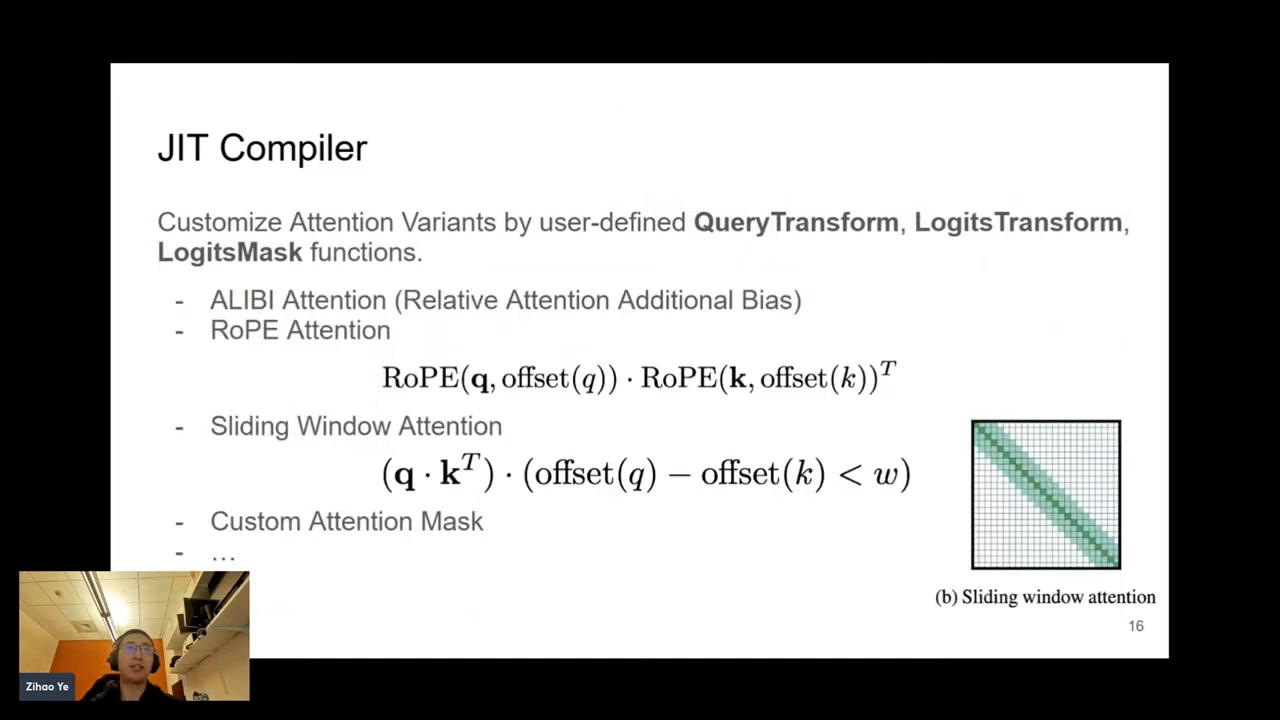 JIT Compiler
Customize Attention Variants by user-defined QueryTransform, LogitsTransform,
LogitsMask functions.
- ALIBI Attention (Relative Attention Additional Bias)
- RoPE Attention
RoPE(q, offset(q)) · RoPE(k, offset(k))^T
- Sliding Window Attention
(q · k^T) · (offset(q) − offset(k) < w)
- Custom Attention Mask
- …
(b) Sliding window attention
16
Zihao Ye